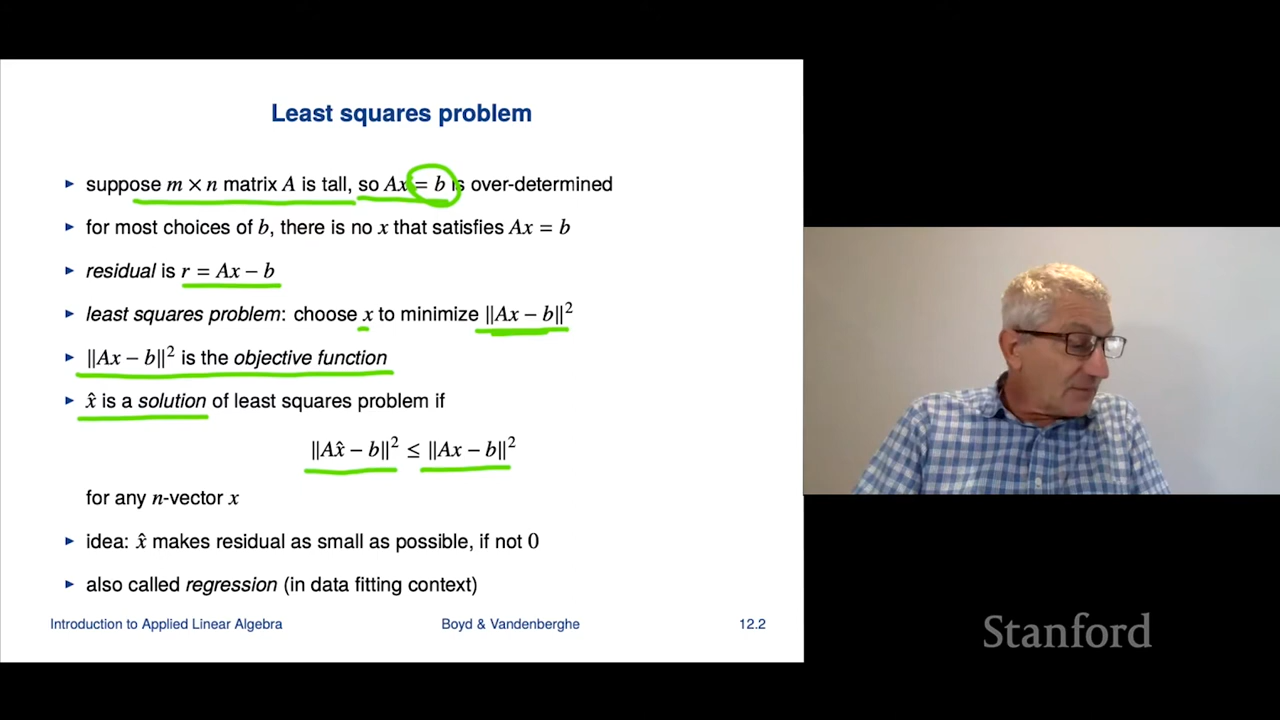 Least squares problem
▶ suppose m × n matrix A is tall, so Ax = b is over-determined
▶ for most choices of b, there is no x that satisfies Ax = b
▶ residual is r = Ax − b
▶ least squares problem: choose x to minimize ‖Ax − b‖²
▶ ‖Ax − b‖² is the objective function
▶ x̂ is a solution of least squares problem if
‖Ax̂ − b‖² ≤ ‖Ax − b‖²
for any n-vector x
▶ idea: x̂ makes residual as small as possible, if not 0
▶ also called regression (in data fitting context)
Introduction to Applied Linear Algebra Boyd & Vandenberghe 12.2
Stanford